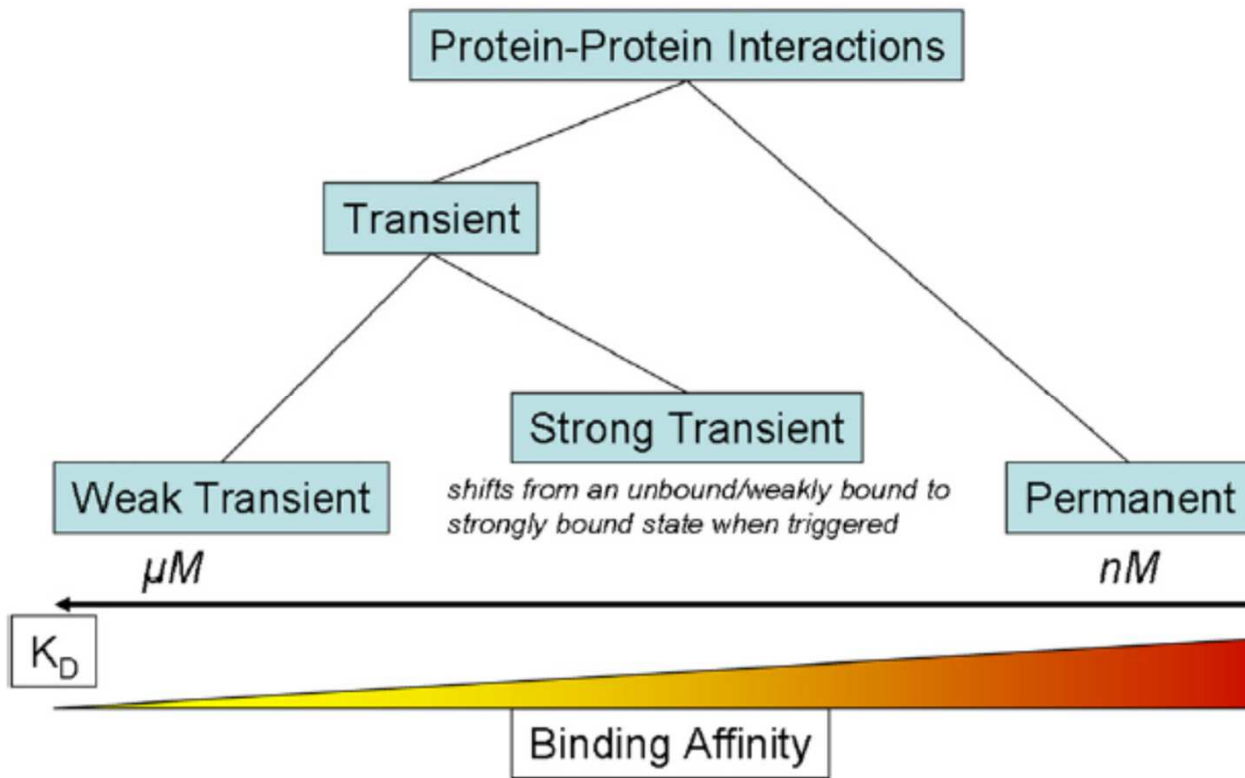 Protein-Protein Interactions
Transient
Strong Transient
shifts from an unbound/weakly bound to
strongly bound state when triggered
Weak Transient
Permanent
µM
nM
K_D
Binding Affinity